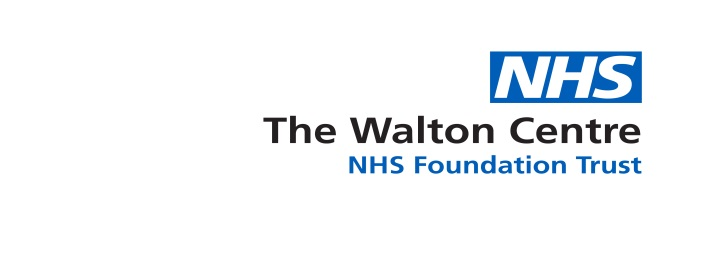 NHS
The Walton Centre
NHS Foundation Trust